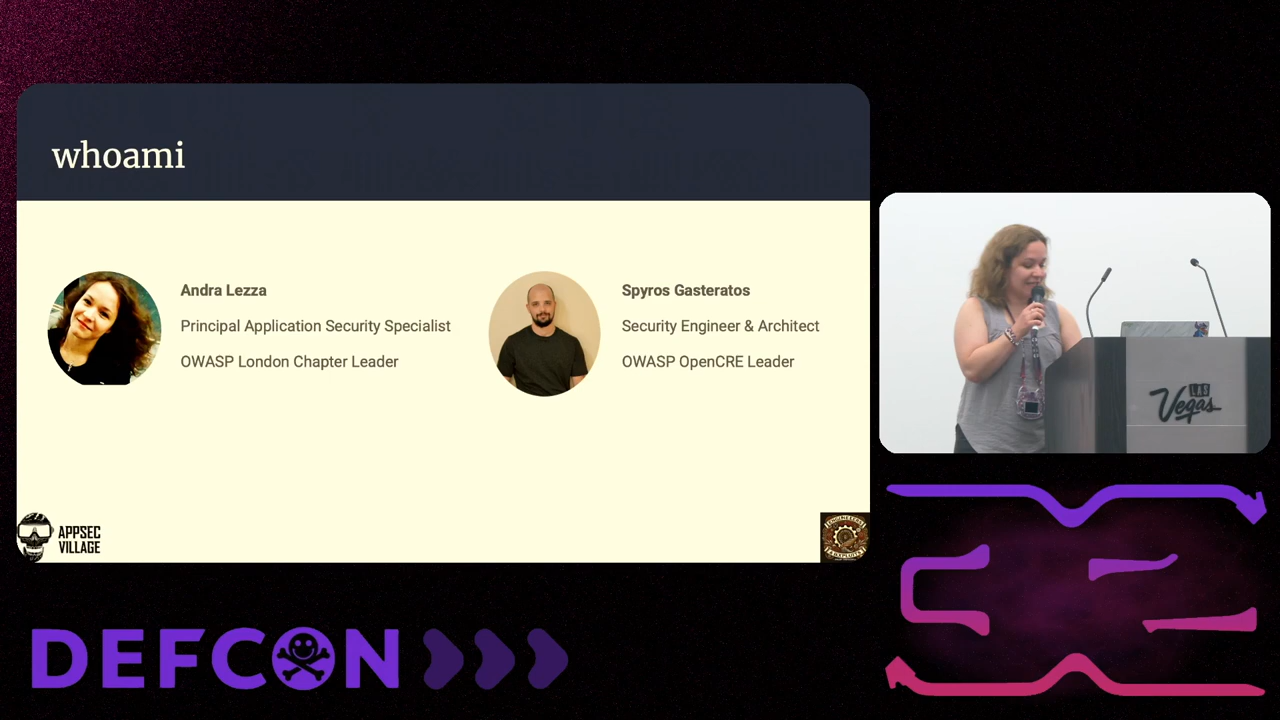 whoami
Andra Lezza
Principal Application Security Specialist
OWASP London Chapter Leader
Spyros Gasteratos
Security Engineer & Architect
OWASP OpenCRE Leader
APPSEC
VILLAGE
LAS
Vegas
DEFCON